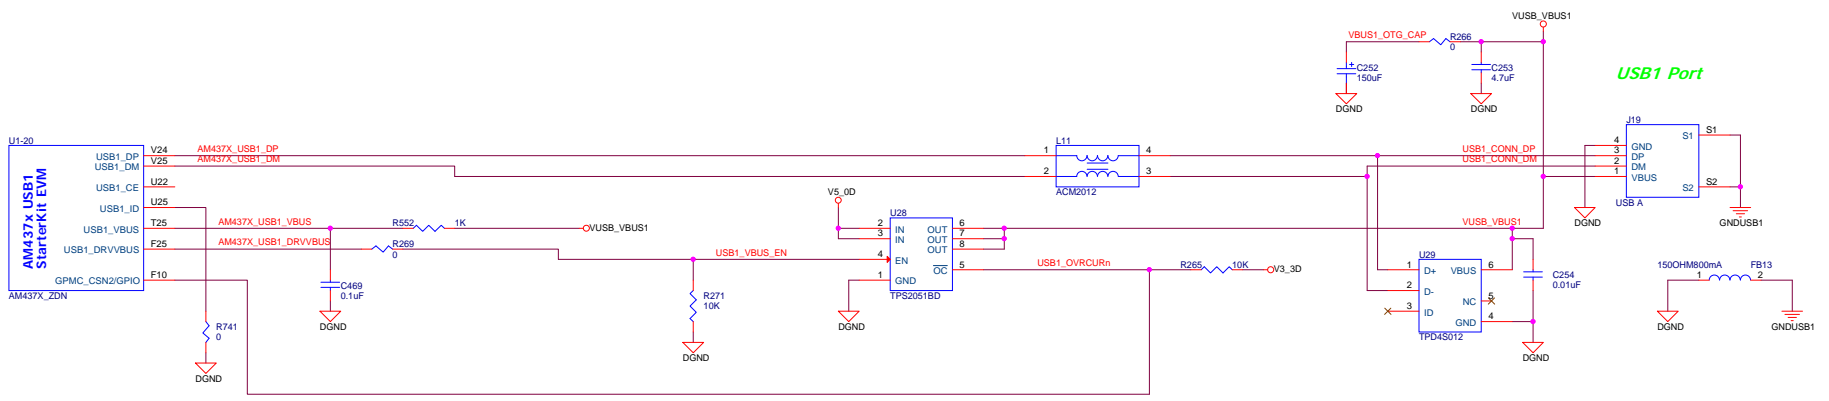 VUSB_VBUS1
VBUS1_OTG_CAP
R266
0
C252
150uF
+
DGND
C253
4.7uF
DGND
USB1 Port
U1-20
AM437x USB1
StarterKit EVM
USB1_DP
USB1_DM
USB1_CE
USB1_ID
USB1_VBUS
USB1_DRVVBUS
GPMC_CSN2/GPIO
AM437X_ZDN
V24
V25
U22
U25
T25
F25
F10
AM437X_USB1_DP
AM437X_USB1_DM
AM437X_USB1_VBUS
AM437X_USB1_DRVVBUS
R552
1K
VUSB_VBUS1
R269
0
C469
0.1uF
DGND
R741
0
DGND
USB1_VBUS_EN
R271
10K
DGND
V5_0D
U28
2
3
4
1
IN
IN
EN
GND
OUT
OUT
OUT
OC
6
7
8
5
TPS2051BD
DGND
USB1_OVRCURn
R265
10K
V3_3D
L11
1
2
4
3
ACM2012
USB1_CONN_DP
USB1_CONN_DM
VUSB_VBUS1
J19
4
3
2
1
GND
DP
DM
VBUS
S1
S2
S1
S2
USB A
DGND
GNDUSB1
U29
1
2
3
D+
D-
ID
VBUS
NC
GND
6
5
4
TPD4S012
C254
0.01uF
DGND
150OHM800mA
FB13
1
2
DGND
GNDUSB1